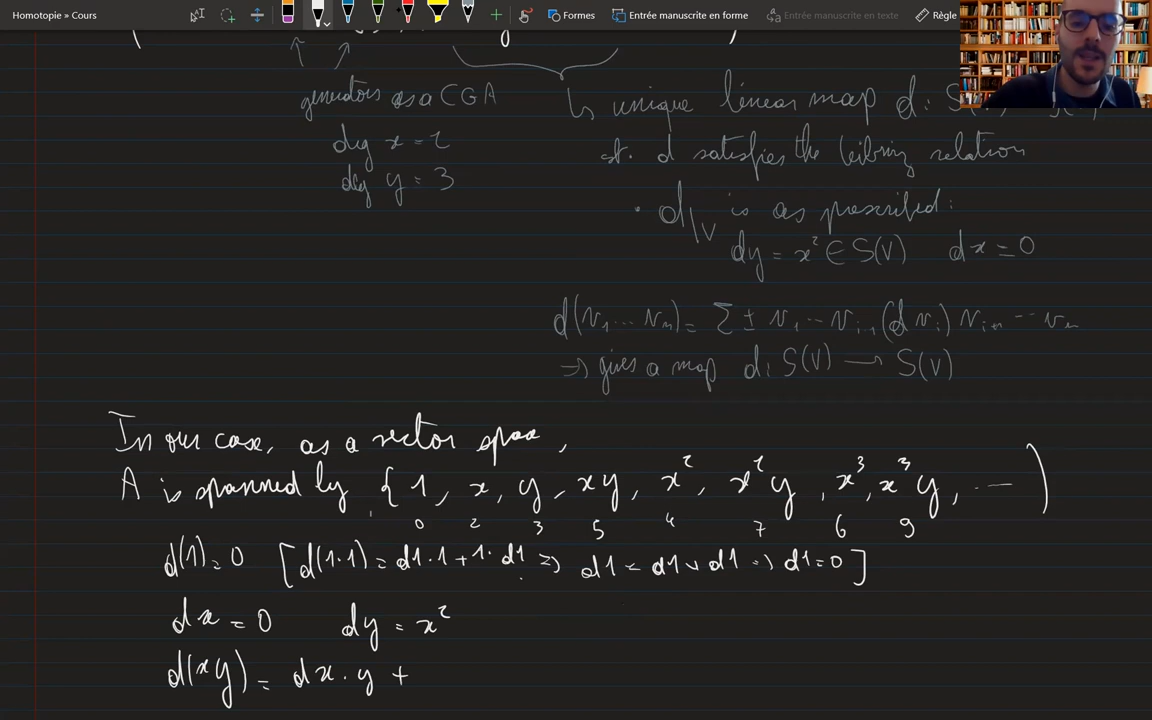 Homotopie » Cours
Formes
Entrée manuscrite en forme
Entrée manuscrite en texte
Règle
generators as a CGA
deg x = 2
deg y = 3
↳ unique linear map d:
st. d satisfies the Leibniz relation
· d|V is as prescribed:
dy = x² ∈ S(V) dx = 0
d(v₁ ... vₙ) = Σ ± v₁ ... vᵢ₋₁ (dvᵢ) vᵢ₊₁ ... vₙ
→ gives a map d: S(V) → S(V)
In our case, as a vector space,
A is spanned by {1, x, y, xy, x², x²y, x³, x³y, ...)
0 2 3 5 4 7 6 9
d(1) = 0 [d(1·1) = d1·1 + 1·d1 ⇒ d1 = d1 + d1 ⇒ d1 = 0]
dx = 0 dy = x²
d(xy) = dx · y +